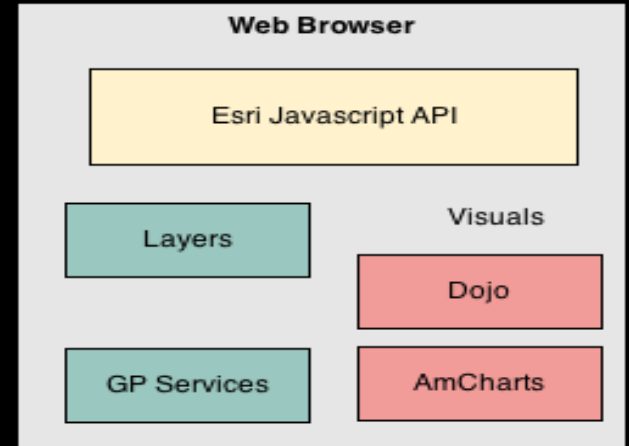 Web Browser
Esri Javascript API
Layers
Visuals
Dojo
GP Services
AmCharts